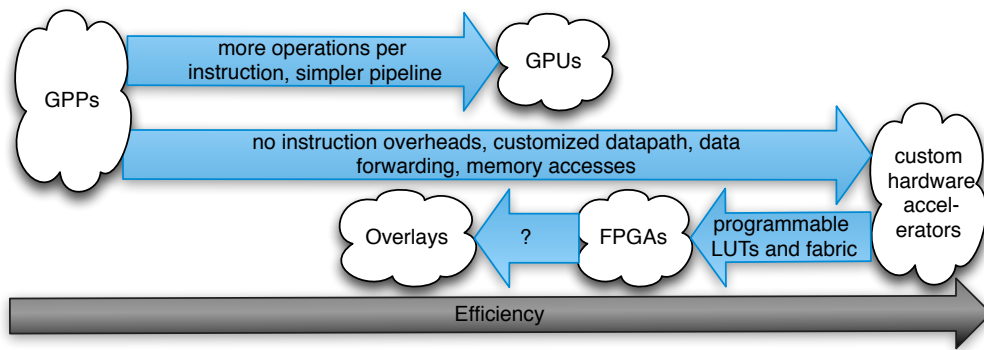 more operations per
instruction, simpler pipeline
GPUs
GPPs
no instruction overheads, customized datapath, data
forwarding, memory accesses
custom
hardware
accel-
erators
Overlays
?
FPGAs
programmable
LUTs and fabric
Efficiency